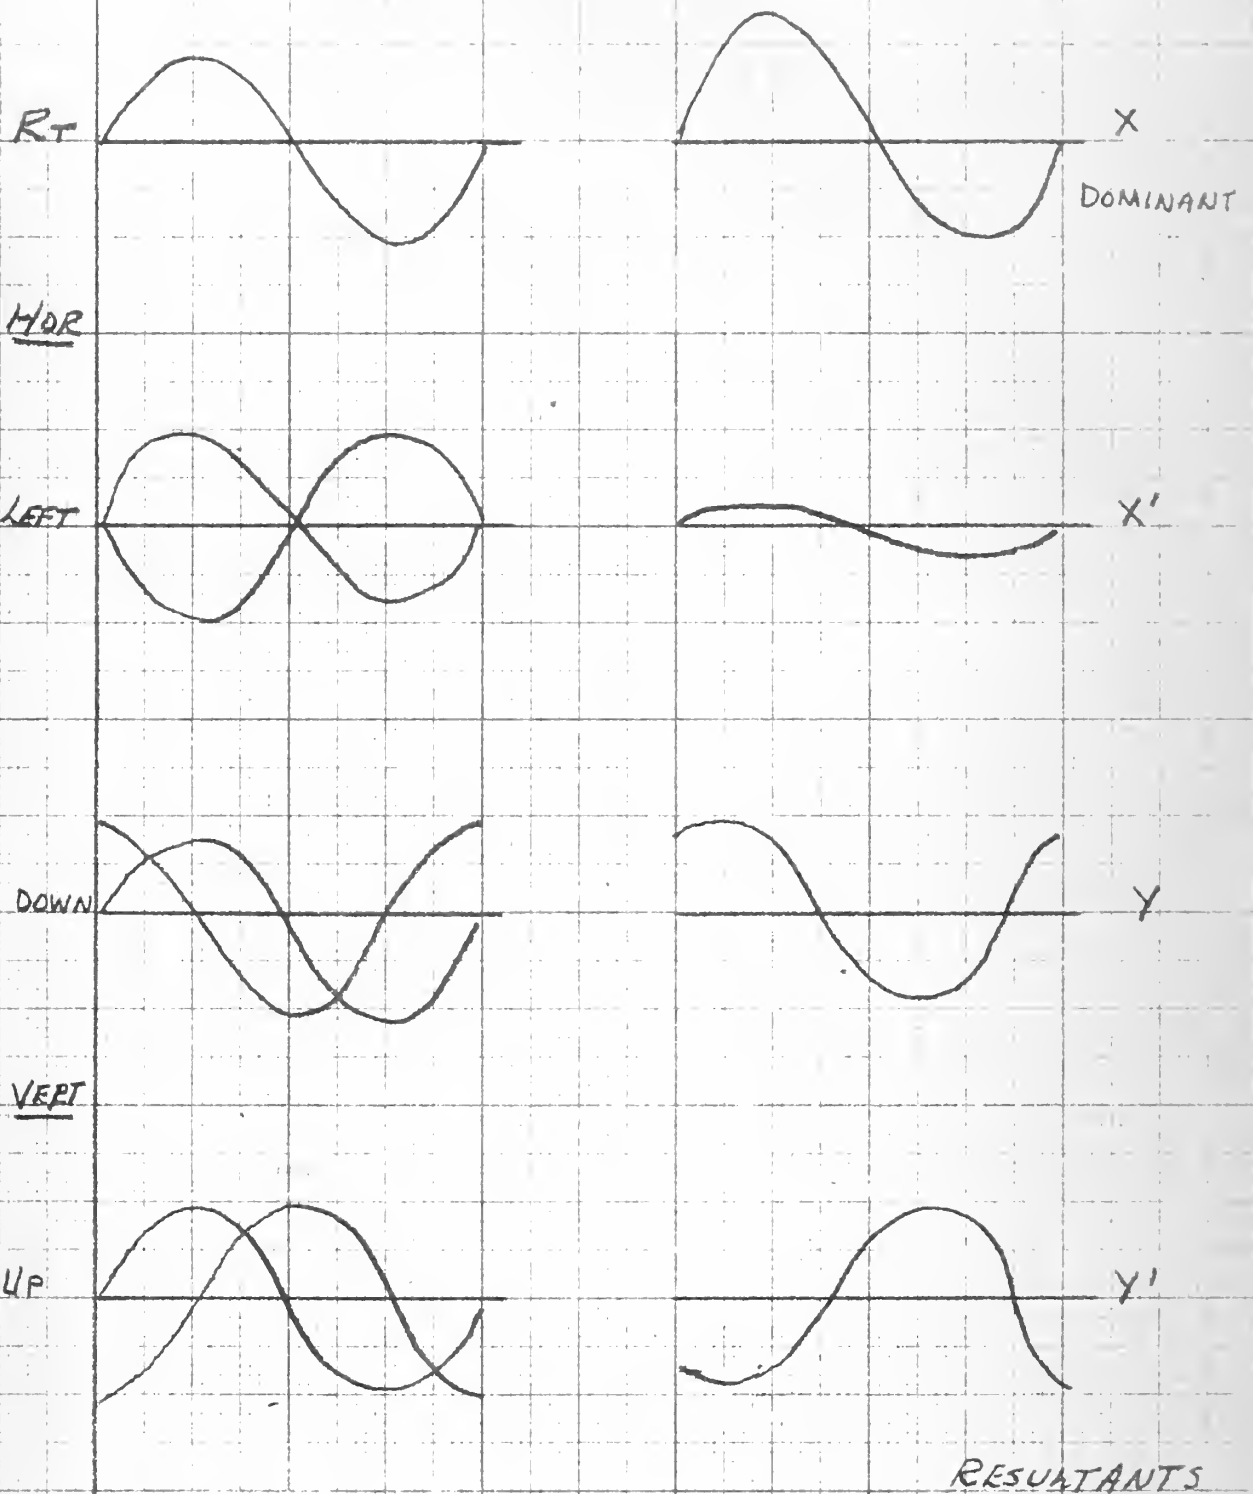 RT
X
DOMINANT
HOR
LEFT
X'
DOWN
Y
VERT
UP
Y'
RESULTANTS